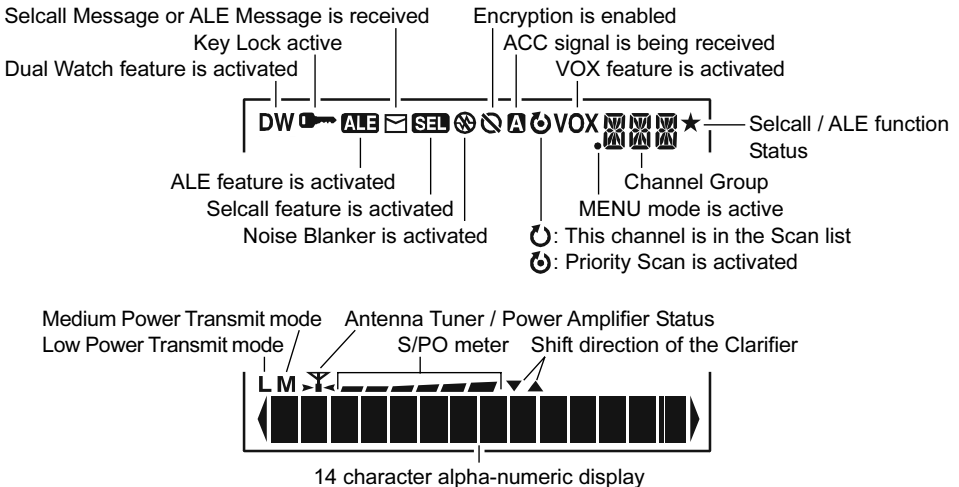 Selcall Message or ALE Message is received
Encryption is enabled
Key Lock active
ACC signal is being received
Dual Watch feature is activated
VOX feature is activated
DW ALE SEL A VOX
Selcall / ALE function
Status
ALE feature is activated
Channel Group
Selcall feature is activated
MENU mode is active
Noise Blanker is activated
: This channel is in the Scan list
: Priority Scan is activated
Medium Power Transmit mode
Antenna Tuner / Power Amplifier Status
Low Power Transmit mode
S/PO meter
Shift direction of the Clarifier
L M
14 character alpha-numeric display